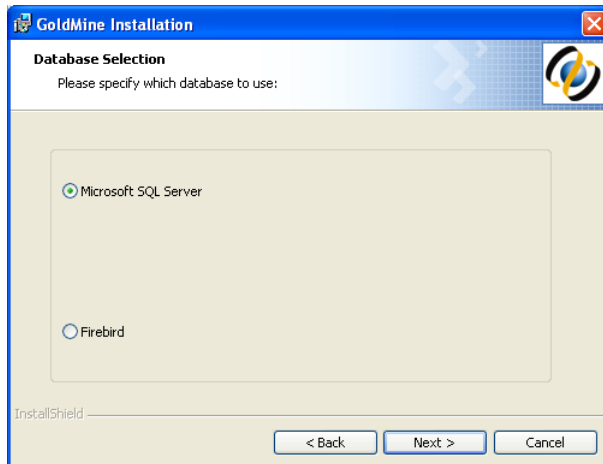 GoldMine Installation
Database Selection
Please specify which database to use:
Microsoft SQL Server
Firebird
InstallShield
< Back
Next >
Cancel